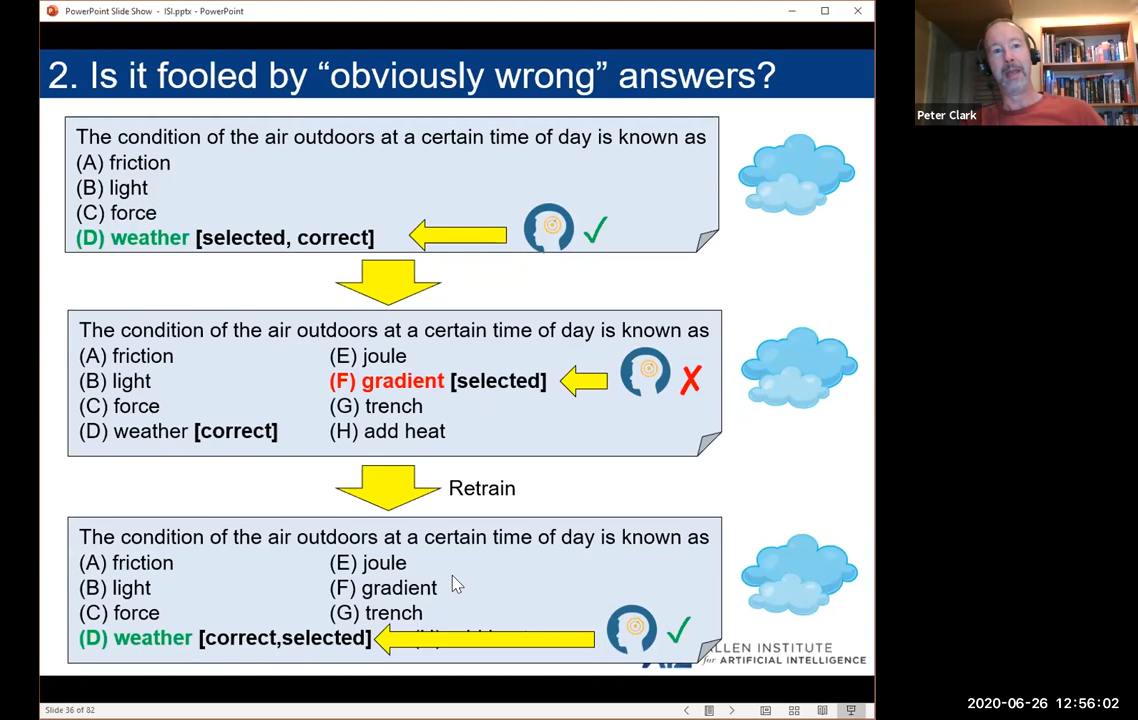 PowerPoint Slide Show - ISI.pptx - PowerPoint
2. Is it fooled by “obviously wrong” answers?
The condition of the air outdoors at a certain time of day is known as
(A) friction
(B) light
(C) force
(D) weather [selected, correct]
The condition of the air outdoors at a certain time of day is known as
(A) friction
(B) light
(C) force
(D) weather [correct]
(E) joule
(F) gradient [selected]
(G) trench
(H) add heat
Retrain
The condition of the air outdoors at a certain time of day is known as
(A) friction
(B) light
(C) force
(D) weather [correct,selected]
(E) joule
(F) gradient
(G) trench
INSTITUTE
for ARTIFICIAL INTELLIGENCE
Slide 36 of 82
Peter Clark
2020-06-26 12:56:02